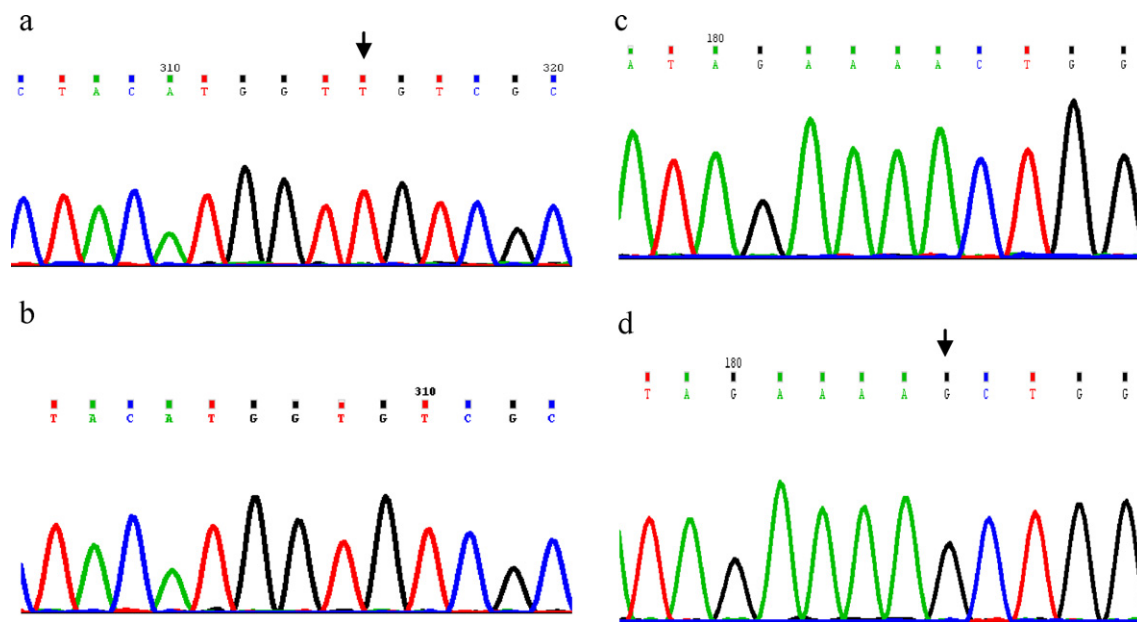 a
310 320
C T A C A T G G T T G T C G C
b
310
T A C A T G G T G T C G C
c
180
A T A G A A A A C T G G
d
180
T A G A A A A G C T G G